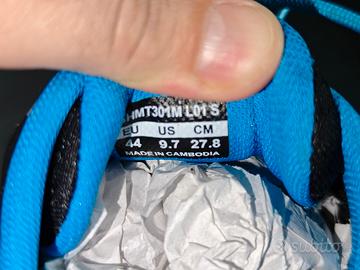 HMT301M L01 S
EU US CM
44 9.7 27.8
MADE IN CAMBODIA